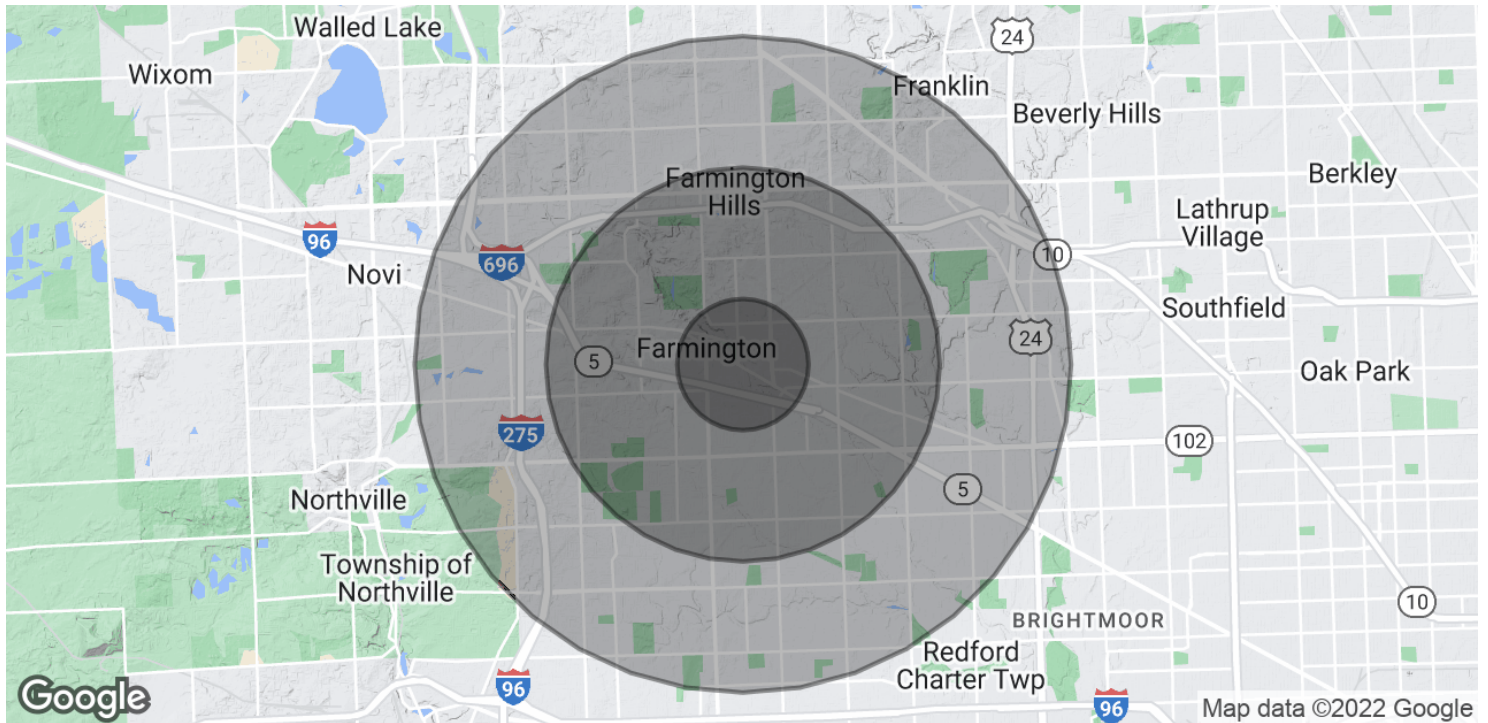 Walled Lake
Wixom
24
Franklin
Beverly Hills
Farmington
Hills
Berkley
Lathrup
Village
96
696
10
Novi
Southfield
24
Farmington
5
Oak Park
275
102
5
Northville
Township of
Northville
10
BRIGHTMOOR
Redford
Charter Twp
96
96
Google
Map data ©2022 Google